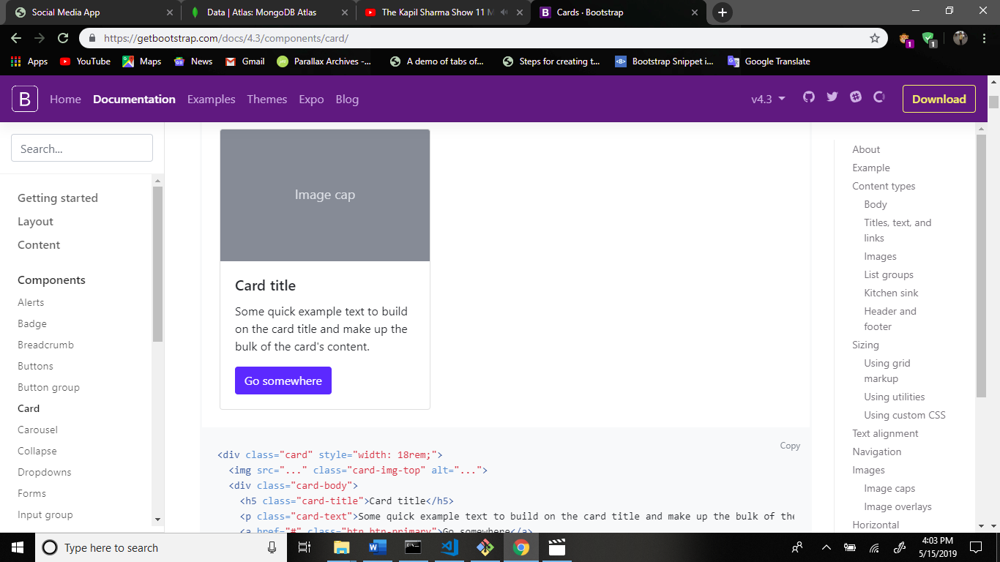 Social Media App
Data | Atlas: MongoDB Atlas
The Kapil Sharma Show 11 M
Cards · Bootstrap
https://getbootstrap.com/docs/4.3/components/card/
1
1
Apps
YouTube
Maps
News
Gmail
Parallax Archives -...
A demo of tabs of...
Steps for creating t...
Bootstrap Snippet i...
Google Translate
B
Home
Documentation
Examples
Themes
Expo
Blog
v4.3
Download
Search...
Getting started
Layout
Content
Components
Alerts
Badge
Breadcrumb
Buttons
Button group
Card
Carousel
Collapse
Dropdowns
Forms
Input group
Image cap
Card title
Some quick example text to build
on the card title and make up the
bulk of the card's content.
Go somewhere
Copy
<div class="card" style="width: 18rem;">
<img src="..." class="card-img-top" alt="...">
<div class="card-body">
<h5 class="card-title">Card title</h5>
<p class="card-text">Some quick example text to build on the card title and make up the bulk of the
<a href="#" class="btn btn-primary">Go somewhere</a>
About
Example
Content types
Body
Titles, text, and
links
Images
List groups
Kitchen sink
Header and
footer
Sizing
Using grid
markup
Using utilities
Using custom CSS
Text alignment
Navigation
Images
Image caps
Image overlays
Horizontal
Type here to search
4:03 PM
5/15/2019